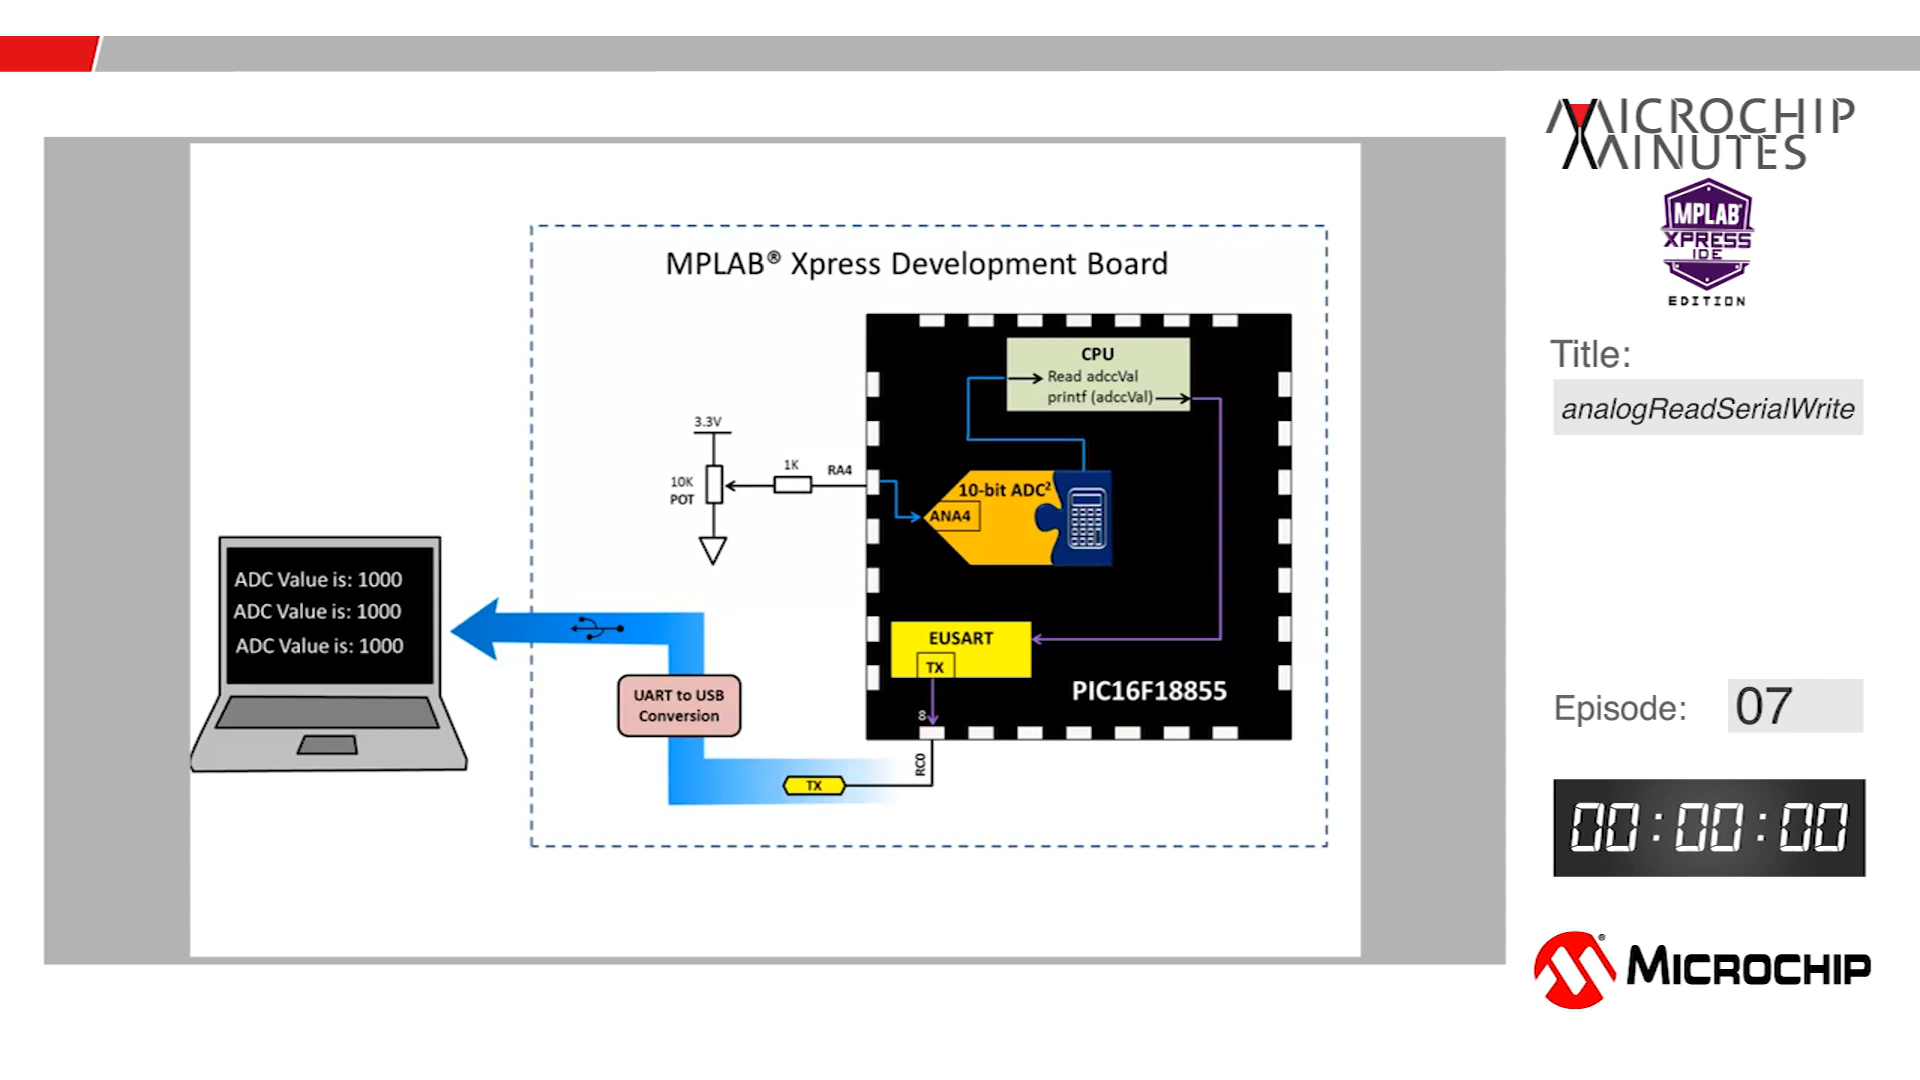 MICROCHIP
MINUTES
MPLAB®
XPRESS
IDE
EDITION
Title:
analogReadSerialWrite
Episode: 07
00:00:00
MICROCHIP®
MPLAB® Xpress Development Board
CPU
Read adccVal
printf (adccVal)
3.3V
10K
POT
1K
RA4
10-bit ADC²
ANA4
EUSART
TX
8
PIC16F18855
RC0
TX
UART to USB
Conversion
ADC Value is: 1000
ADC Value is: 1000
ADC Value is: 1000